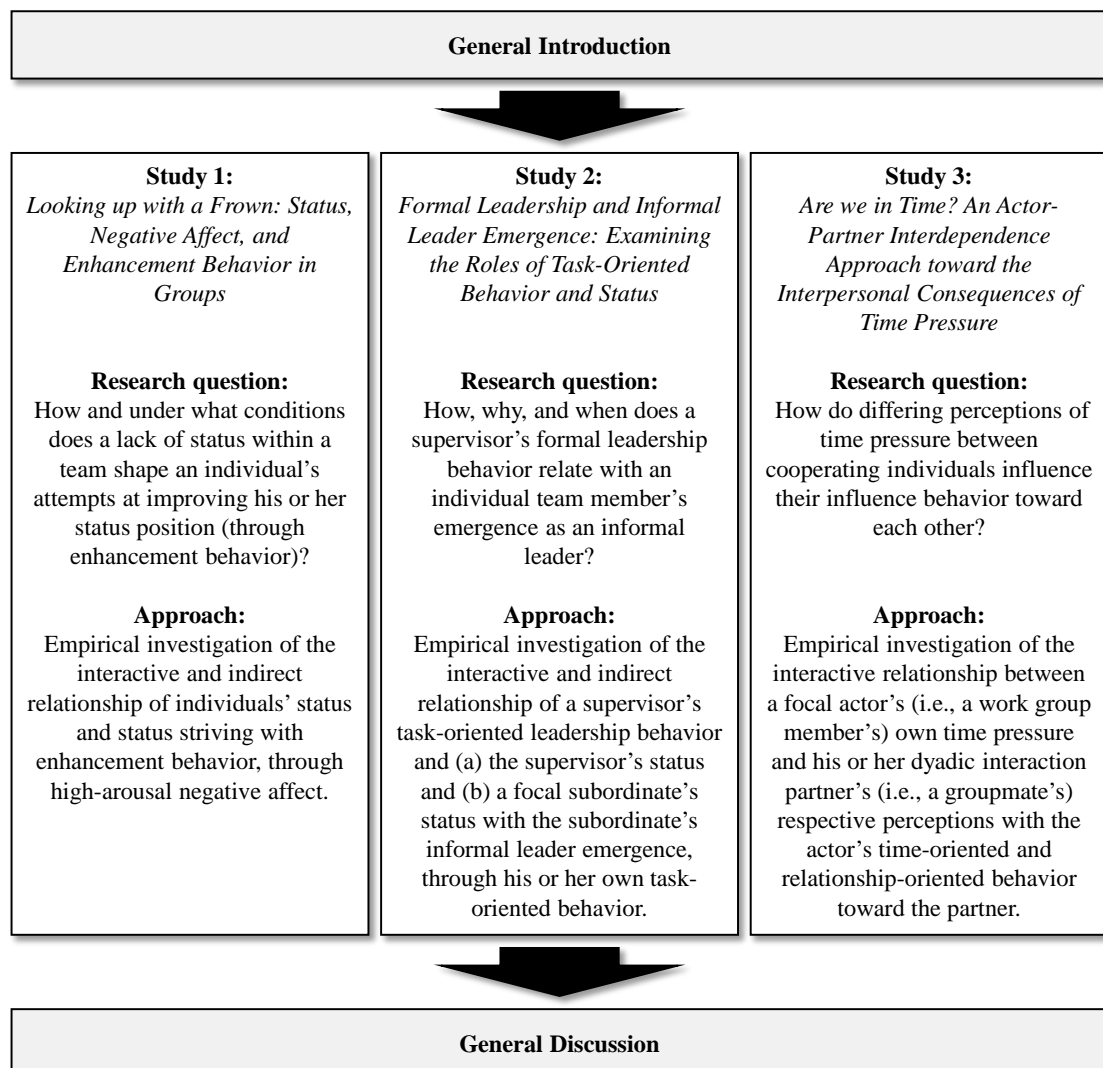 General Introduction
Study 1:
Looking up with a Frown: Status,
Negative Affect, and
Enhancement Behavior in
Groups
Research question:
How and under what conditions
does a lack of status within a
team shape an individual’s
attempts at improving his or her
status position (through
enhancement behavior)?
Approach:
Empirical investigation of the
interactive and indirect
relationship of individuals’ status
and status striving with
enhancement behavior, through
high-arousal negative affect.
Study 2:
Formal Leadership and Informal
Leader Emergence: Examining
the Roles of Task-Oriented
Behavior and Status
Research question:
How, why, and when does a
supervisor’s formal leadership
behavior relate with an
individual team member’s
emergence as an informal
leader?
Approach:
Empirical investigation of the
interactive and indirect
relationship of a supervisor’s
task-oriented leadership behavior
and (a) the supervisor’s status
and (b) a focal subordinate’s
status with the subordinate’s
informal leader emergence,
through his or her own task-
oriented behavior.
Study 3:
Are we in Time? An Actor-
Partner Interdependence
Approach toward the
Interpersonal Consequences of
Time Pressure
Research question:
How do differing perceptions of
time pressure between
cooperating individuals influence
their influence behavior toward
each other?
Approach:
Empirical investigation of the
interactive relationship between
a focal actor’s (i.e., a work group
member’s) own time pressure
and his or her dyadic interaction
partner’s (i.e., a groupmate’s)
respective perceptions with the
actor’s time-oriented and
relationship-oriented behavior
toward the partner.
General Discussion